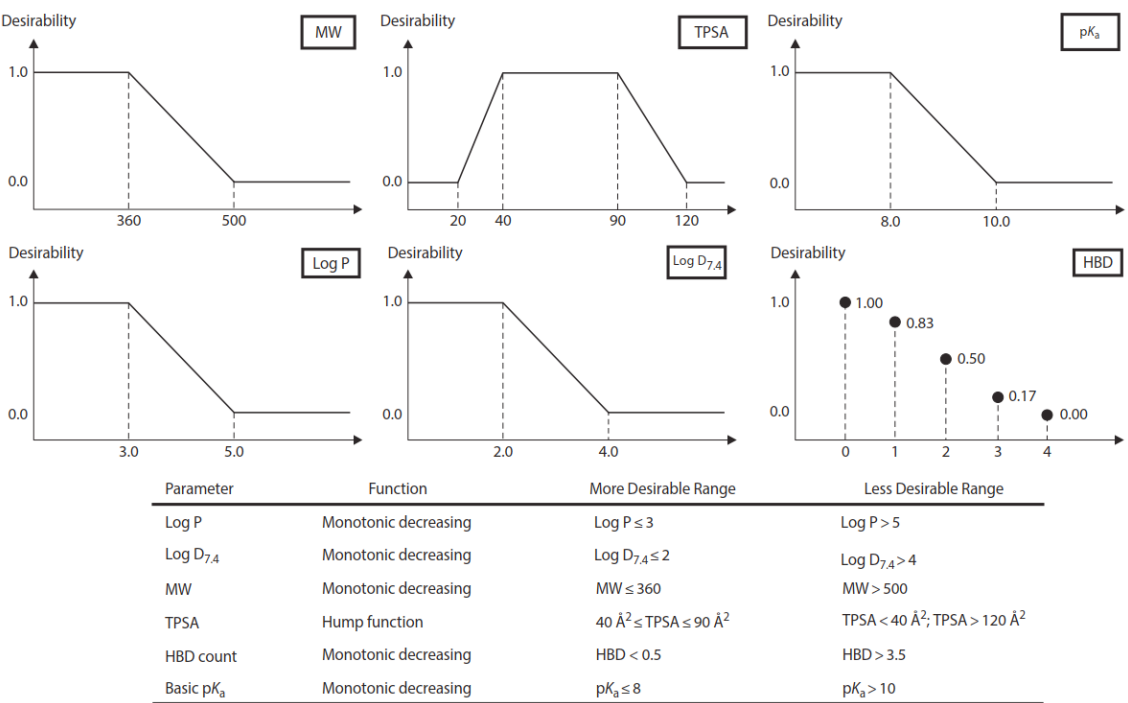 Desirability
MW
1.0
0.0
360 500
Desirability
TPSA
1.0
0.0
20 40 90 120
Desirability
pKa
1.0
0.0
8.0 10.0
Desirability
Log P
1.0
0.0
3.0 5.0
Desirability
Log D7.4
1.0
0.0
2.0 4.0
Desirability
HBD
1.0
1.00
0.83
0.50
0.17
0.0
0.00
0 1 2 3 4
Parameter Function More Desirable Range Less Desirable Range
Log P Monotonic decreasing Log P ≤ 3 Log P > 5
Log D7.4 Monotonic decreasing Log D7.4 ≤ 2 Log D7.4 > 4
MW Monotonic decreasing MW ≤ 360 MW > 500
TPSA Hump function 40 Å² ≤ TPSA ≤ 90 Å² TPSA < 40 Å²; TPSA > 120 Å²
HBD count Monotonic decreasing HBD < 0.5 HBD > 3.5
Basic pKa Monotonic decreasing pKa ≤ 8 pKa > 10